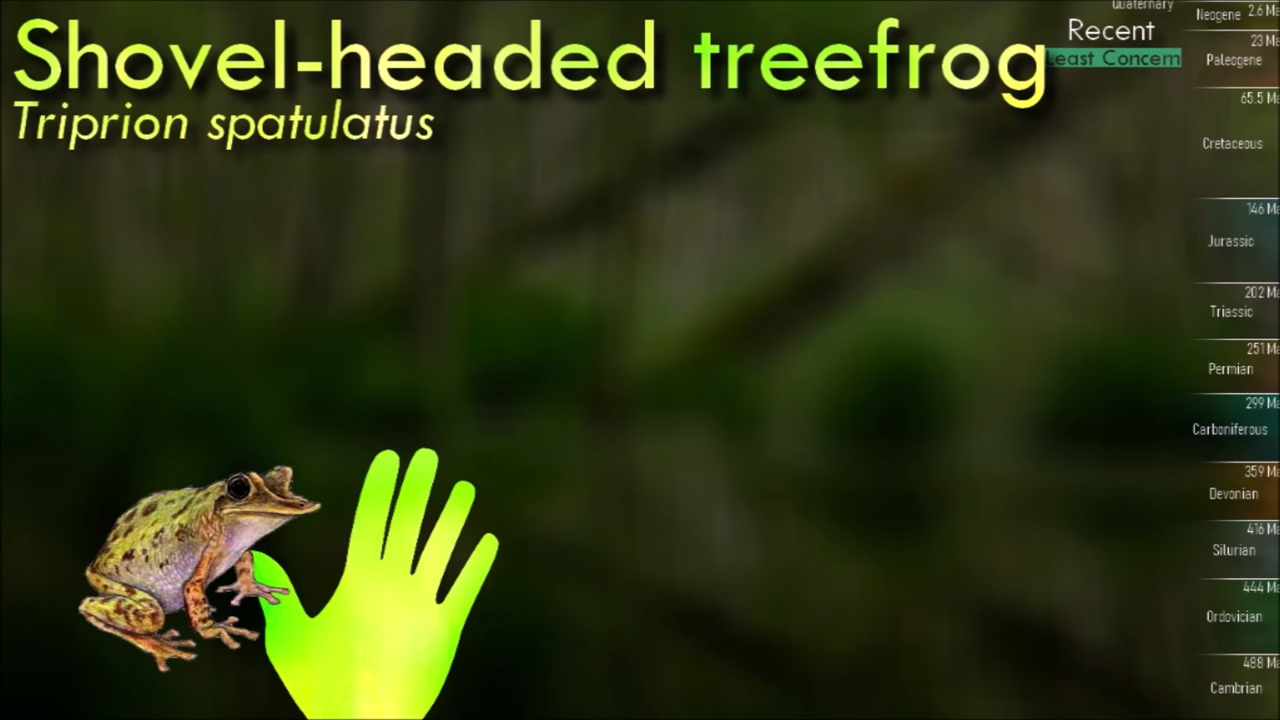 Shovel-headed treefrog
Triprion spatulatus
Recent
Least Concern
Quaternary
Neogene
2.6 Ma
23 Ma
Paleogene
65.5 Ma
Cretaceous
146 Ma
Jurassic
202 Ma
Triassic
251 Ma
Permian
299 Ma
Carboniferous
359 Ma
Devonian
416 Ma
Silurian
444 Ma
Ordovician
488 Ma
Cambrian